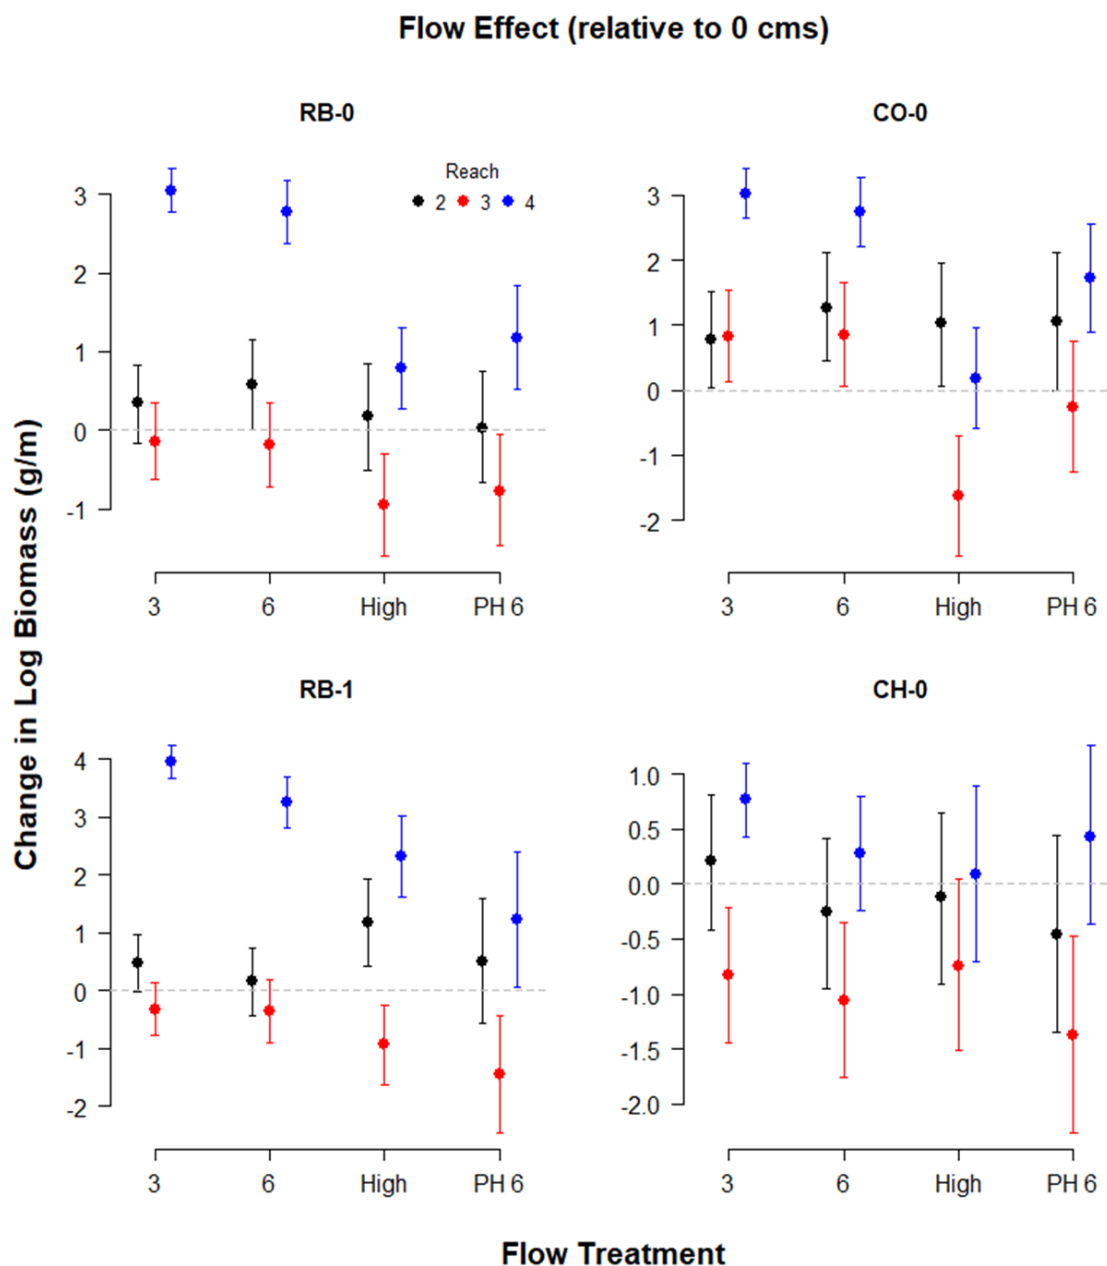 Flow Effect (relative to 0 cms)
RB-0
Reach
2 3 4
3
2
1
0
-1
3 6 High PH 6
CO-0
3
2
1
0
-1
-2
3 6 High PH 6
Change in Log Biomass (g/m)
RB-1
4
3
2
1
0
-1
-2
3 6 High PH 6
CH-0
1.0
0.5
0.0
-0.5
-1.0
-1.5
-2.0
3 6 High PH 6
Flow Treatment